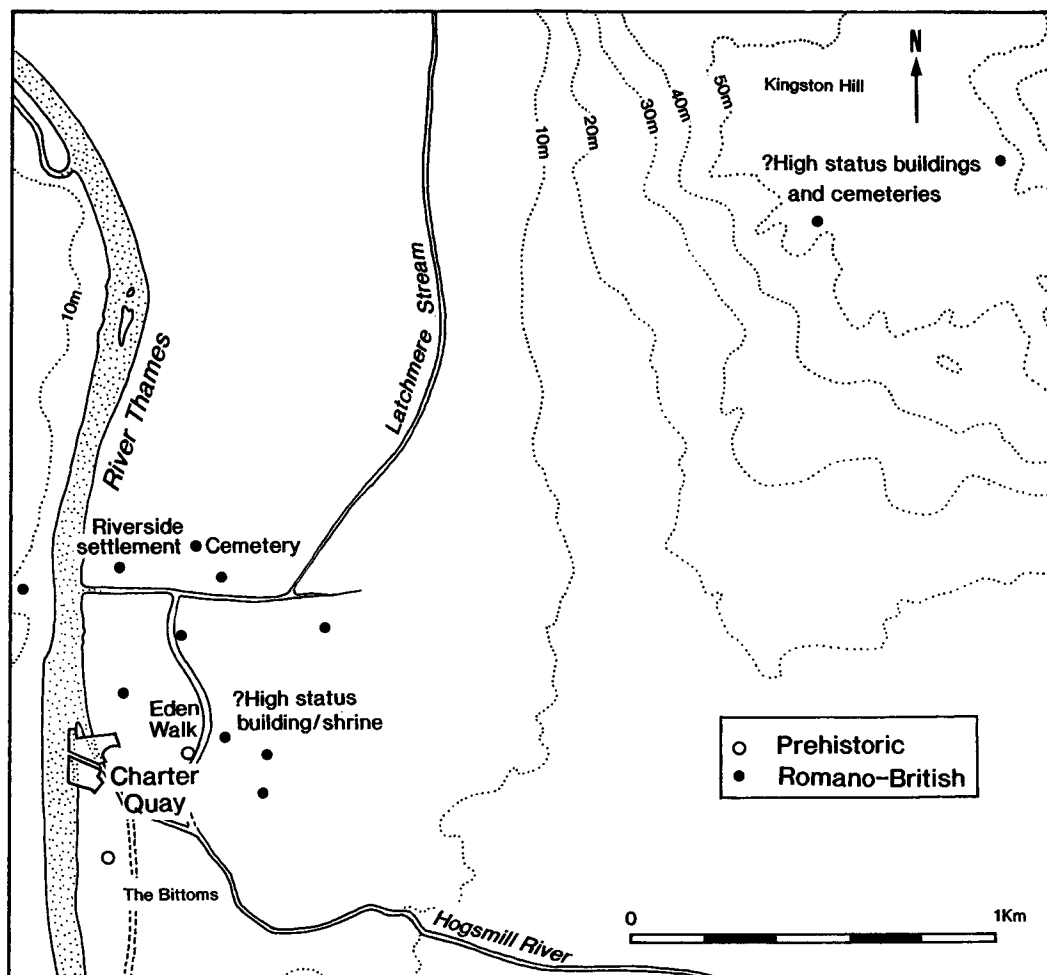 N
Kingston Hill
50m
40m
30m
20m
10m
?High status buildings
and cemeteries
10m
River Thames
Latchmere Stream
Riverside
settlement
Cemetery
Eden
Walk
?High status
building/shrine
Charter
Quay
The Bittoms
Hogsmill River
Prehistoric
Romano-British
0
1Km